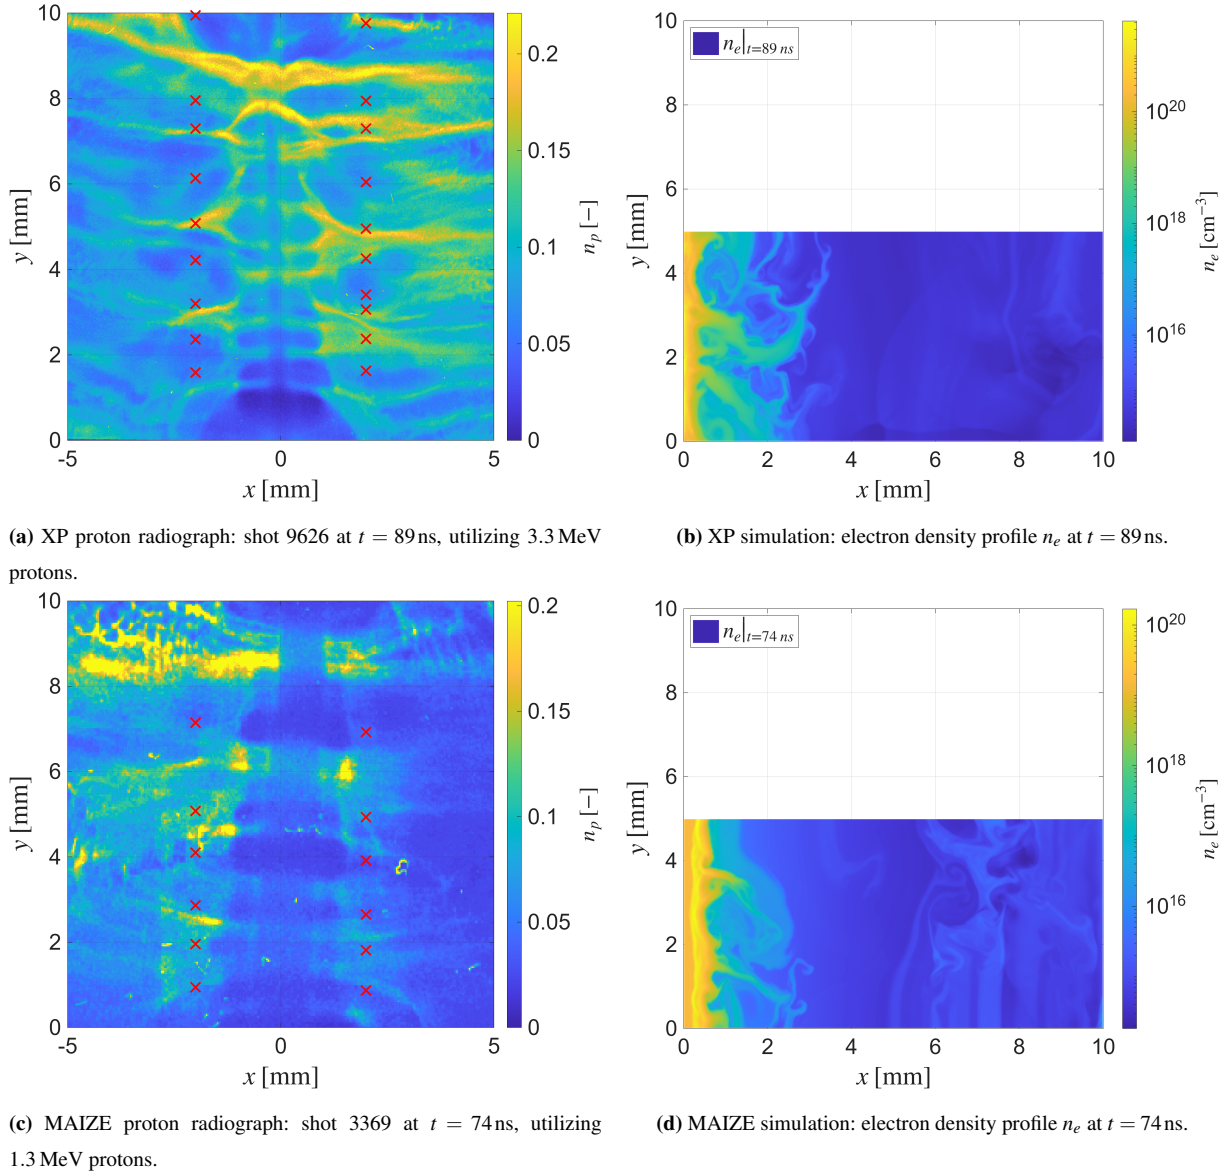 10
8
6
4
2
0
y [mm]
-5
0
5
x [mm]
0.2
0.15
0.1
0.05
0
n_p [−]
n_e|_{t=89 ns}
10
8
6
4
2
0
y [mm]
0
2
4
6
8
10
x [mm]
10^{20}
10^{18}
10^{16}
n_e [cm^{−3}]
(a) XP proton radiograph: shot 9626 at t = 89 ns, utilizing 3.3 MeV
protons.
(b) XP simulation: electron density profile n_e at t = 89 ns.
10
8
6
4
2
0
y [mm]
-5
0
5
x [mm]
0.2
0.15
0.1
0.05
0
n_p [−]
n_e|_{t=74 ns}
10
8
6
4
2
0
y [mm]
0
2
4
6
8
10
x [mm]
10^{20}
10^{18}
10^{16}
n_e [cm^{−3}]
(c) MAIZE proton radiograph: shot 3369 at t = 74 ns, utilizing
1.3 MeV protons.
(d) MAIZE simulation: electron density profile n_e at t = 74 ns.